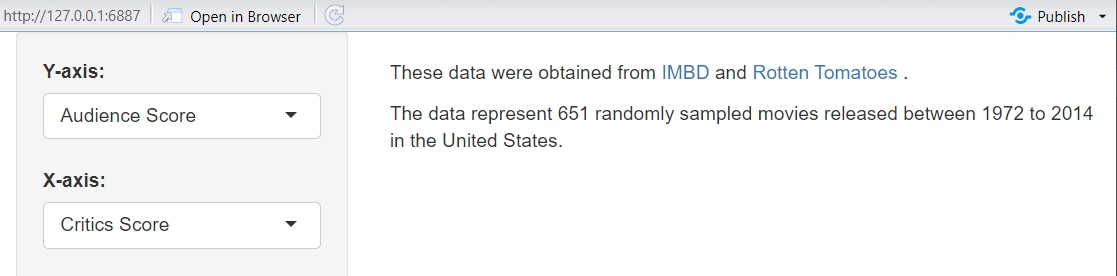 http://127.0.0.1:6887 Open in Browser Publish
Y-axis:
Audience Score
X-axis:
Critics Score
These data were obtained from IMBD and Rotten Tomatoes .
The data represent 651 randomly sampled movies released between 1972 to 2014
in the United States.